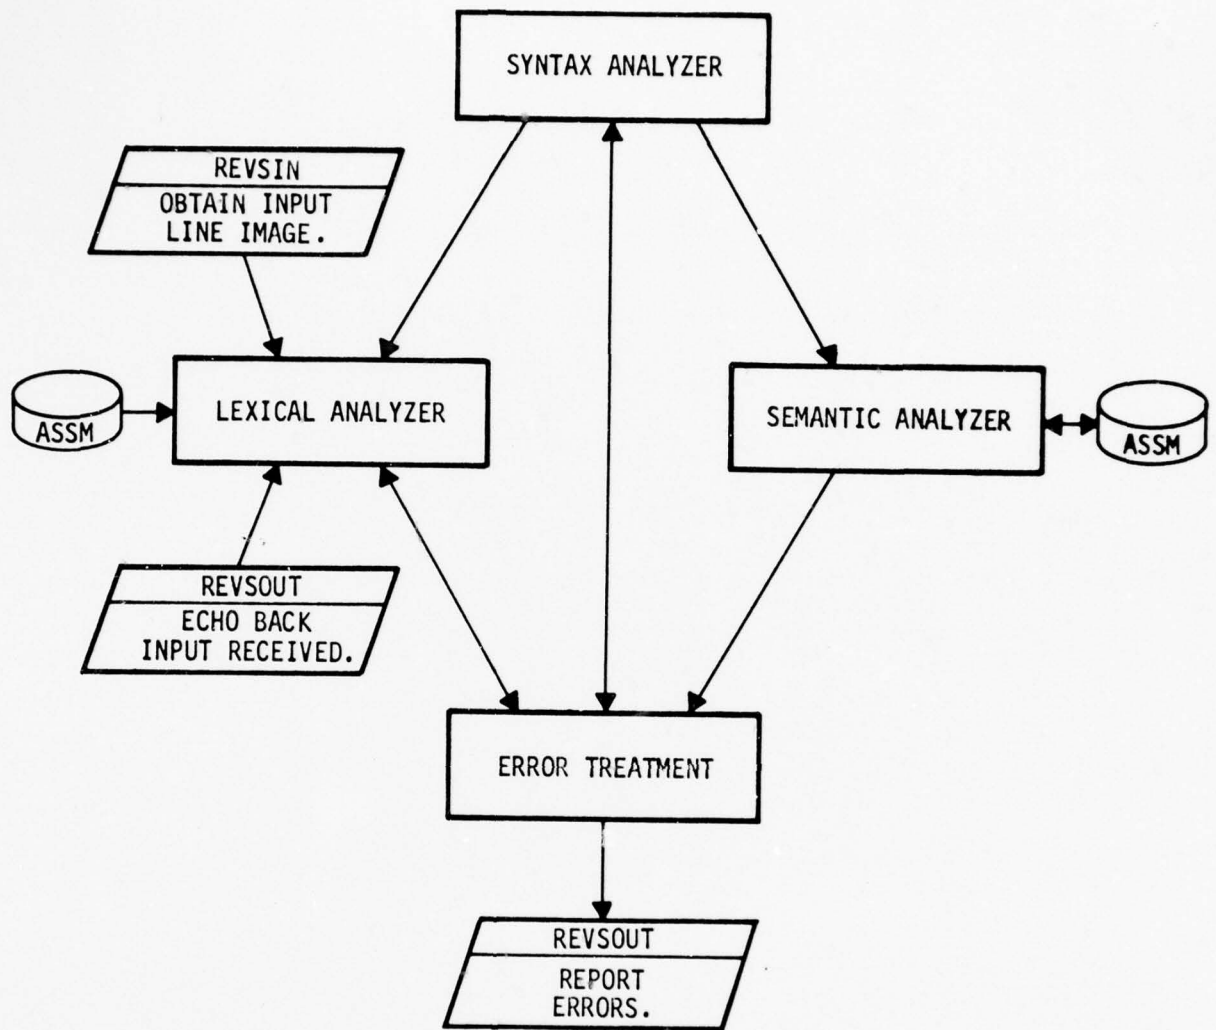 SYNTAX ANALYZER
REVSIN
OBTAIN INPUT
LINE IMAGE.
ASSM
LEXICAL ANALYZER
SEMANTIC ANALYZER
ASSM
REVSOUT
ECHO BACK
INPUT RECEIVED.
ERROR TREATMENT
REVSOUT
REPORT
ERRORS.